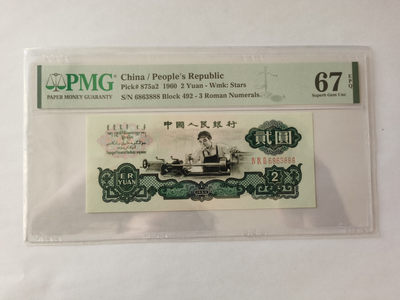 PMG
PAPER MONEY GUARANTY
China / People's Republic
Pick# 875a2 1960 2 Yuan - Wmk: Stars
S/N 6863888 Block 492 - 3 Roman Numerals
67 EPQ
Superb Gem Unc
中國人民銀行
貳圓
6863888
ER
YUAN
2